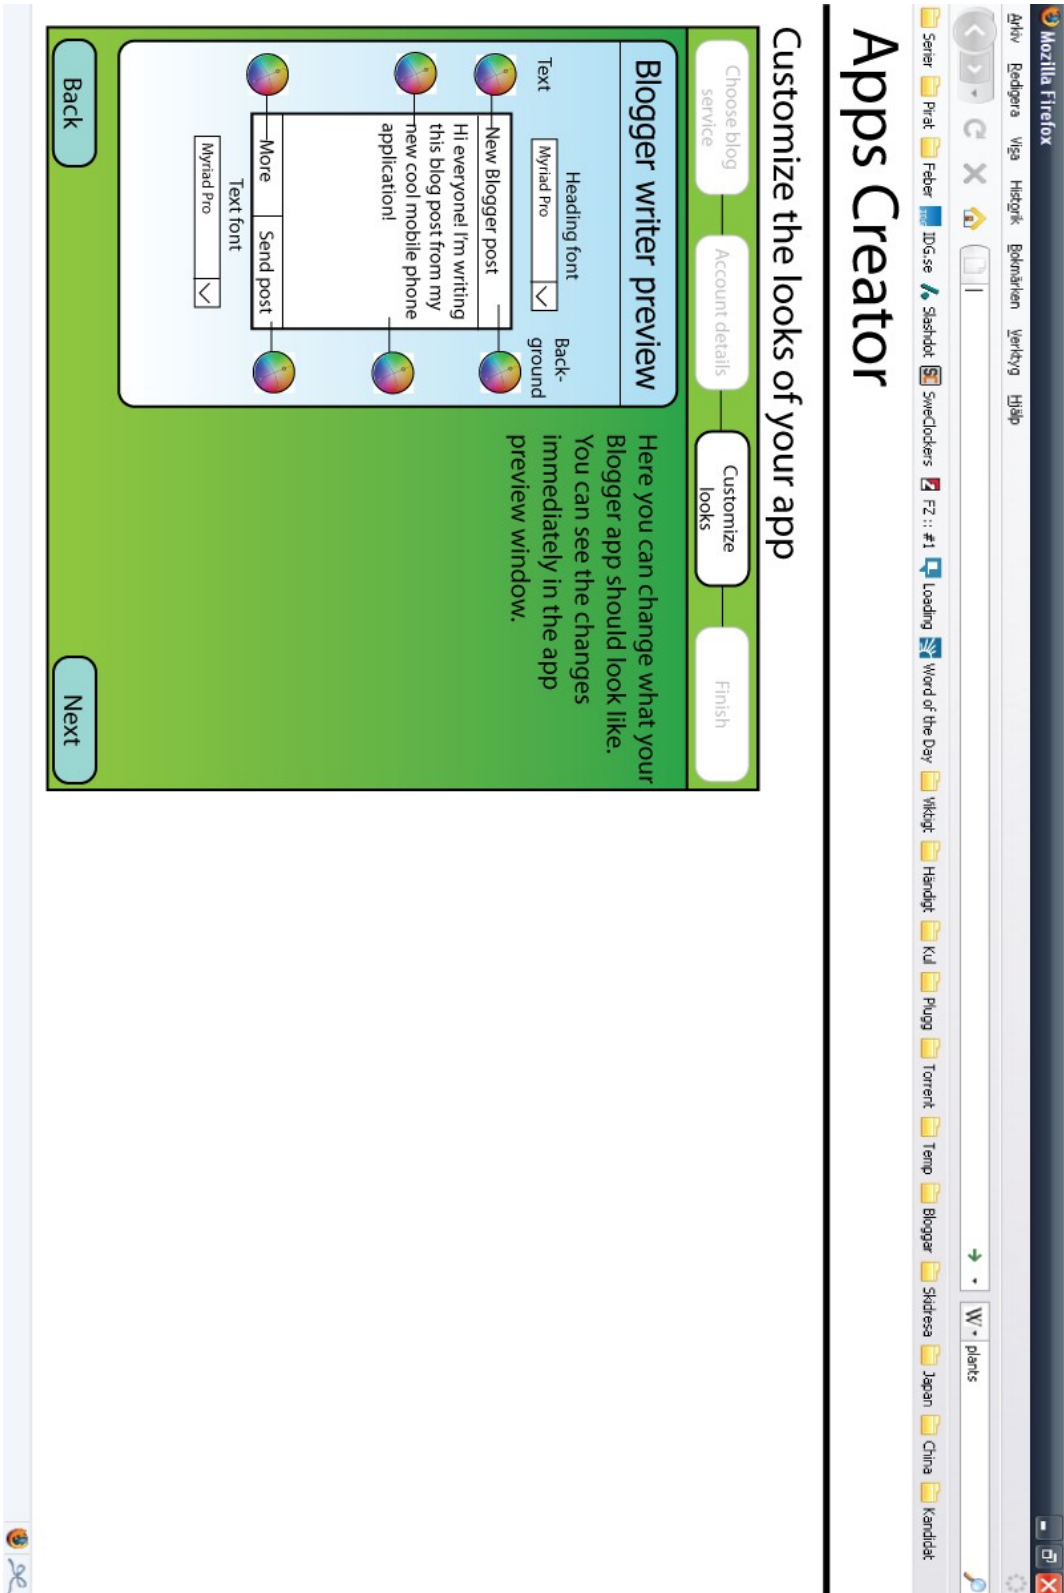 Mozilla Firefox
Arkiv Redigera Visa Historik Bokmärken Verktyg Hjälp
W plants
Serier Pirat Feber IDG.se Slashdot SweClockers FZ :: #1 Loading Word of the Day Viktigt Händigt Kul Plugg Torrent Temp Bloggar Skidresa Japan China Kandidat
Apps Creator
Customize the looks of your app
Choose blog
service
Account details
Customize
looks
Finish
Blogger writer preview
Heading font
Text
Myriad Pro
Back-
ground
New Blogger post
Hi everyone! I'm writing
this blog post from my
new cool mobile phone
application!
More
Send post
Text font
Myriad Pro
Here you can change what your
Blogger app should look like.
You can see the changes
immediately in the app
preview window.
Back
Next